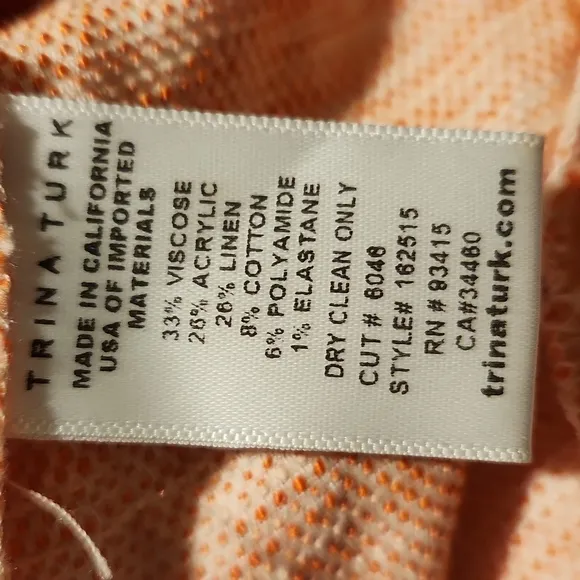 TRINA TURK
MADE IN CALIFORNIA
USA OF IMPORTED
MATERIALS
33% VISCOSE
26% ACRYLIC
26% LINEN
8% COTTON
6% POLYAMIDE
1% ELASTANE
DRY CLEAN ONLY
CUT# 6046
STYLE# 162515
RN # 93415
CA#34460
trinaturk.com